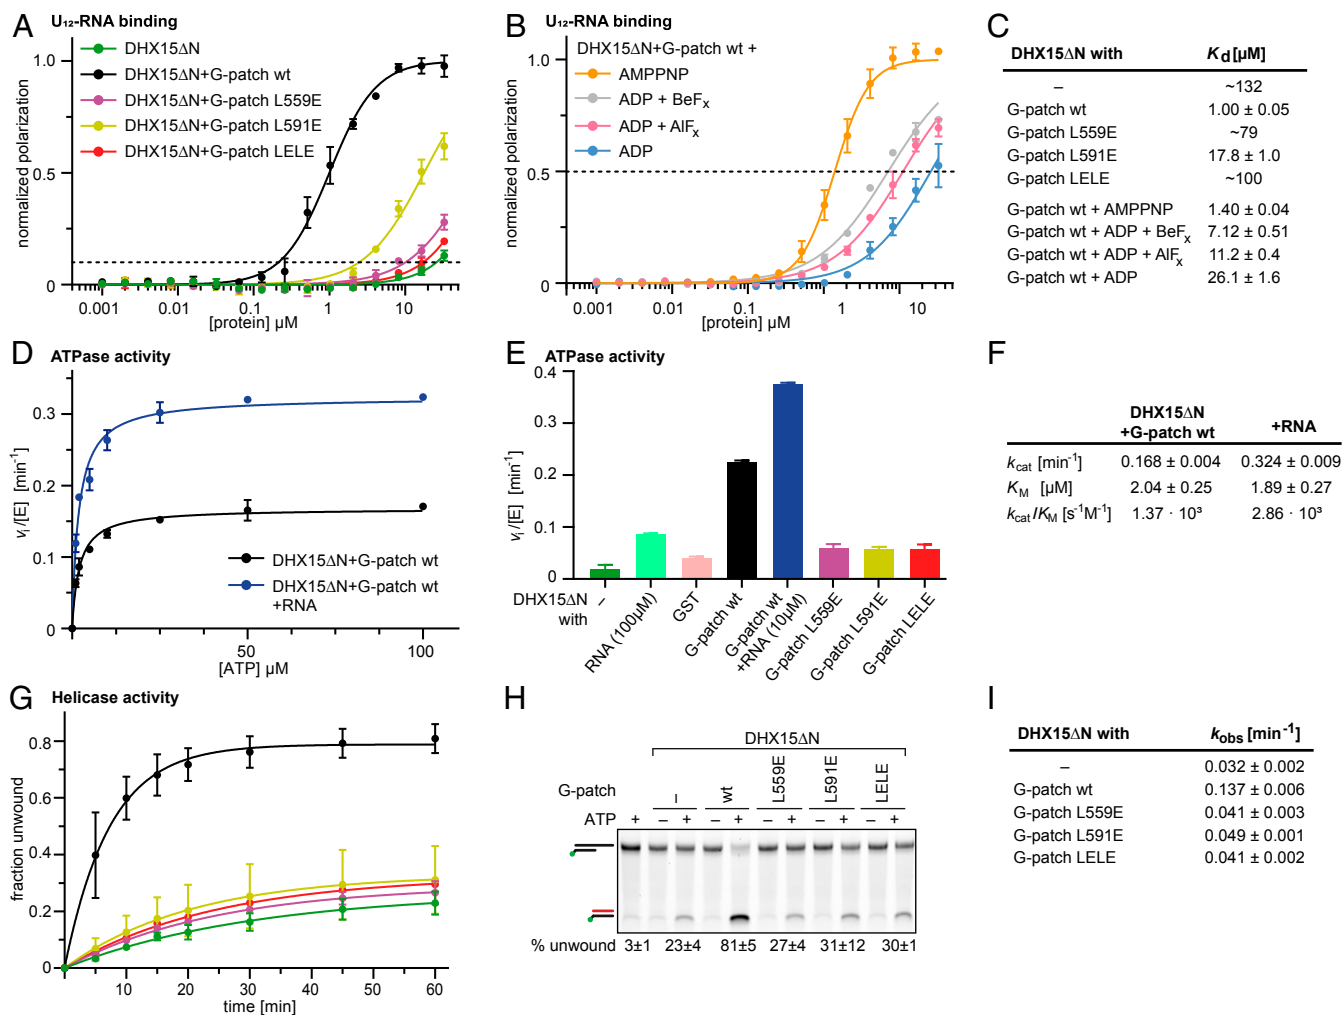 A U₁₂-RNA binding
DHX15ΔN
DHX15ΔN+G-patch wt
DHX15ΔN+G-patch L559E
DHX15ΔN+G-patch L591E
DHX15ΔN+G-patch LELE
normalized polarization
1.0
0.5
0
0.001 0.01 0.1 1 10
[protein] μM
B U₁₂-RNA binding
DHX15ΔN+G-patch wt +
AMPPNP
ADP + BeFₓ
ADP + AlFₓ
ADP
normalized polarization
1.0
0.5
0
0.001 0.01 0.1 1 10
[protein] μM
C
DHX15ΔN with Kd [μM]
– ~132
G-patch wt 1.00 ± 0.05
G-patch L559E ~79
G-patch L591E 17.8 ± 1.0
G-patch LELE ~100
G-patch wt + AMPPNP 1.40 ± 0.04
G-patch wt + ADP + BeFₓ 7.12 ± 0.51
G-patch wt + ADP + AlFₓ 11.2 ± 0.4
G-patch wt + ADP 26.1 ± 1.6
D ATPase activity
vᵢ/[E] [min⁻¹]
0.3
0.2
0.1
0
50 100
[ATP] μM
DHX15ΔN+G-patch wt
DHX15ΔN+G-patch wt
+RNA
E ATPase activity
vᵢ/[E] [min⁻¹]
0.4
0.3
0.2
0.1
0
DHX15ΔN
with
–
RNA (100μM)
GST
G-patch wt
G-patch wt
+RNA (10μM)
G-patch L559E
G-patch L591E
G-patch LELE
F
DHX15ΔN
+G-patch wt +RNA
kcat [min⁻¹] 0.168 ± 0.004 0.324 ± 0.009
KM [μM] 2.04 ± 0.25 1.89 ± 0.27
kcat/KM [s⁻¹M⁻¹] 1.37 · 10³ 2.86 · 10³
G Helicase activity
fraction unwound
0.8
0.6
0.4
0.2
0
10 20 30 40 50 60
time [min]
H
DHX15ΔN
G-patch – wt L559E L591E LELE
ATP + – + – + – + – + – +
% unwound 3±1 23±4 81±5 27±4 31±12 30±1
I
DHX15ΔN with kobs [min⁻¹]
– 0.032 ± 0.002
G-patch wt 0.137 ± 0.006
G-patch L559E 0.041 ± 0.003
G-patch L591E 0.049 ± 0.001
G-patch LELE 0.041 ± 0.002